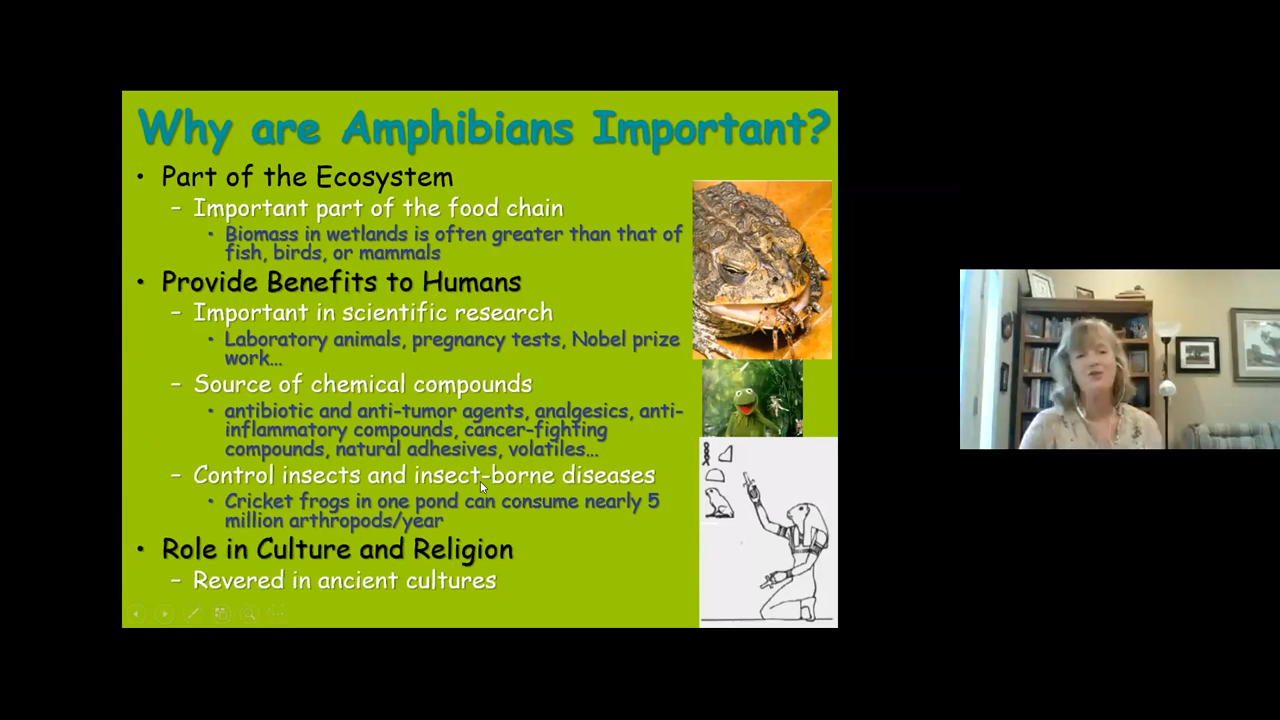 Why are Amphibians Important?
• Part of the Ecosystem
– Important part of the food chain
• Biomass in wetlands is often greater than that of
fish, birds, or mammals
• Provide Benefits to Humans
– Important in scientific research
• Laboratory animals, pregnancy tests, Nobel prize
work…
– Source of chemical compounds
• antibiotic and anti-tumor agents, analgesics, anti-
inflammatory compounds, cancer-fighting
compounds, natural adhesives, volatiles…
– Control insects and insect-borne diseases
• Cricket frogs in one pond can consume nearly 5
million arthropods/year
• Role in Culture and Religion
– Revered in ancient cultures